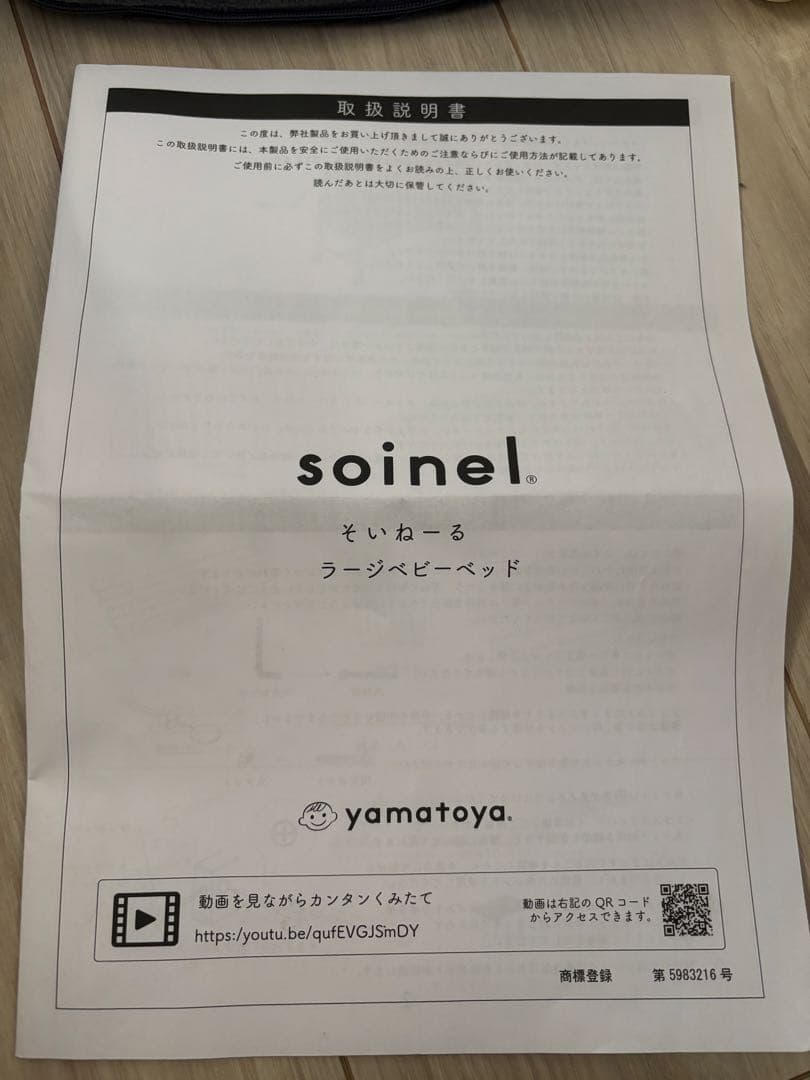 取扱説明書
この度は、弊社製品をお買い上げ頂きまして誠にありがとうございます。
この取扱説明書には、本製品を安全にご使用いただくためのご注意ならびにご使用方法が記載してあります。
ご使用前に必ずこの取扱説明書をよくお読みの上、正しくお使いください。
読んだあとは大切に保管してください。
soinel®
そいねーる
ラージベビーベッド
yamatoya®
動画を見ながらカンタンくみたて
https:/youtu.be/qufEVGJSmDY
動画は右記のQRコード
からアクセスできます。
商標登録 第5983216号